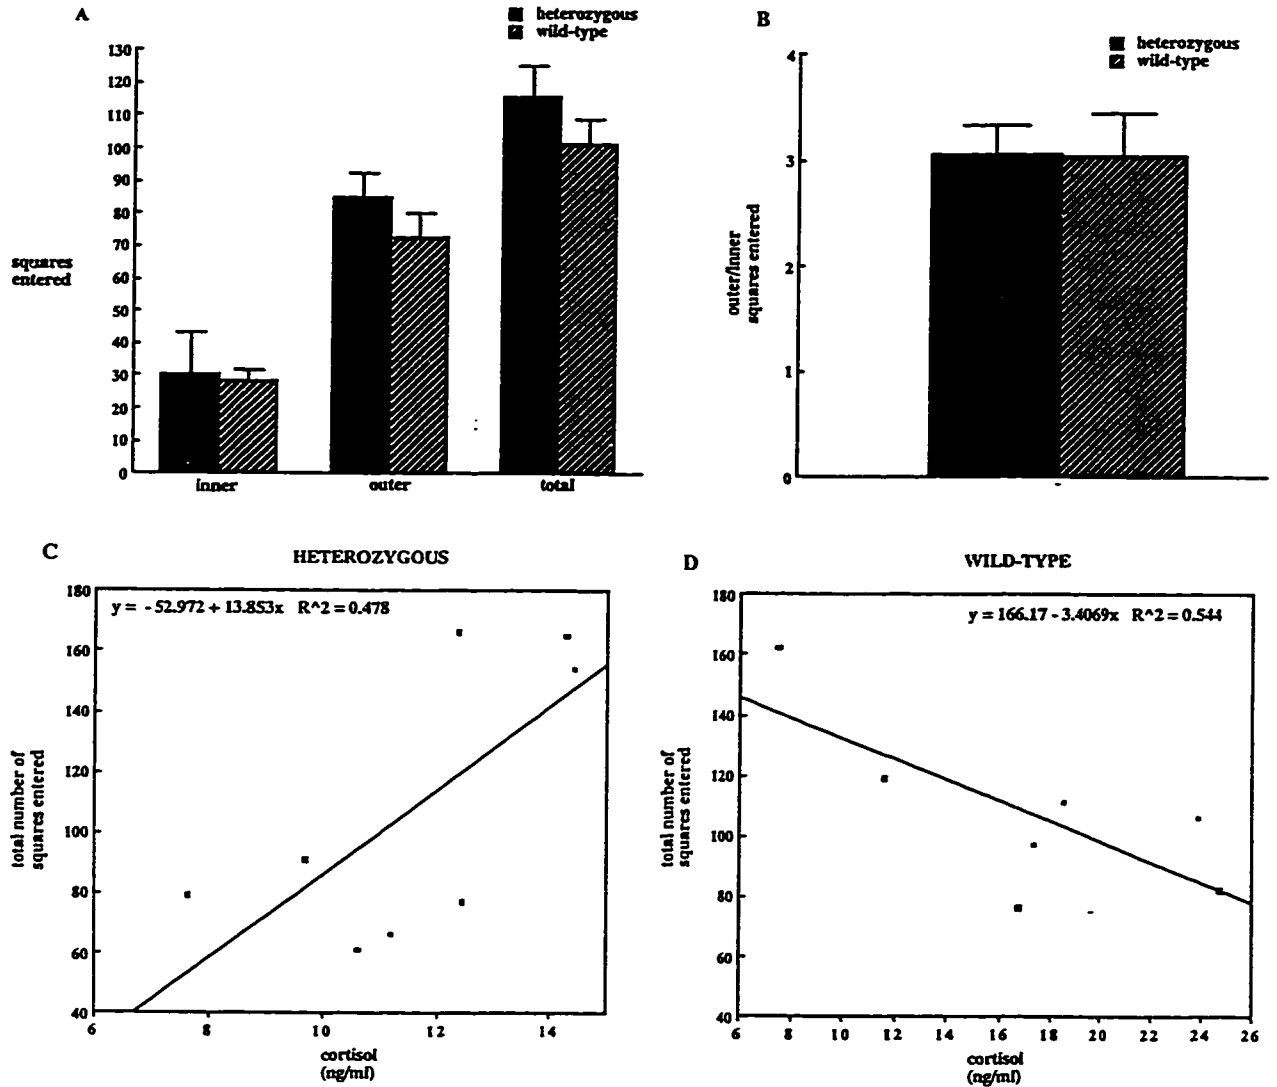 A
heterozygous
wild-type
130
120
110
100
90
80
70
60
50
40
30
20
10
0
squares
entered
inner outer total
B
heterozygous
wild-type
4
3
2
1
0
outer/inner
squares entered
C
HETEROZYGOUS
y = - 52.972 + 13.853x R^2 = 0.478
180
160
140
120
100
80
60
40
total number of
squares entered
6 8 10 12 14
cortisol
(ng/ml)
D
WILD-TYPE
y = 166.17 - 3.4069x R^2 = 0.544
180
160
140
120
100
80
60
40
total number of
squares entered
6 8 10 12 14 16 18 20 22 24 26
cortisol
(ng/ml)